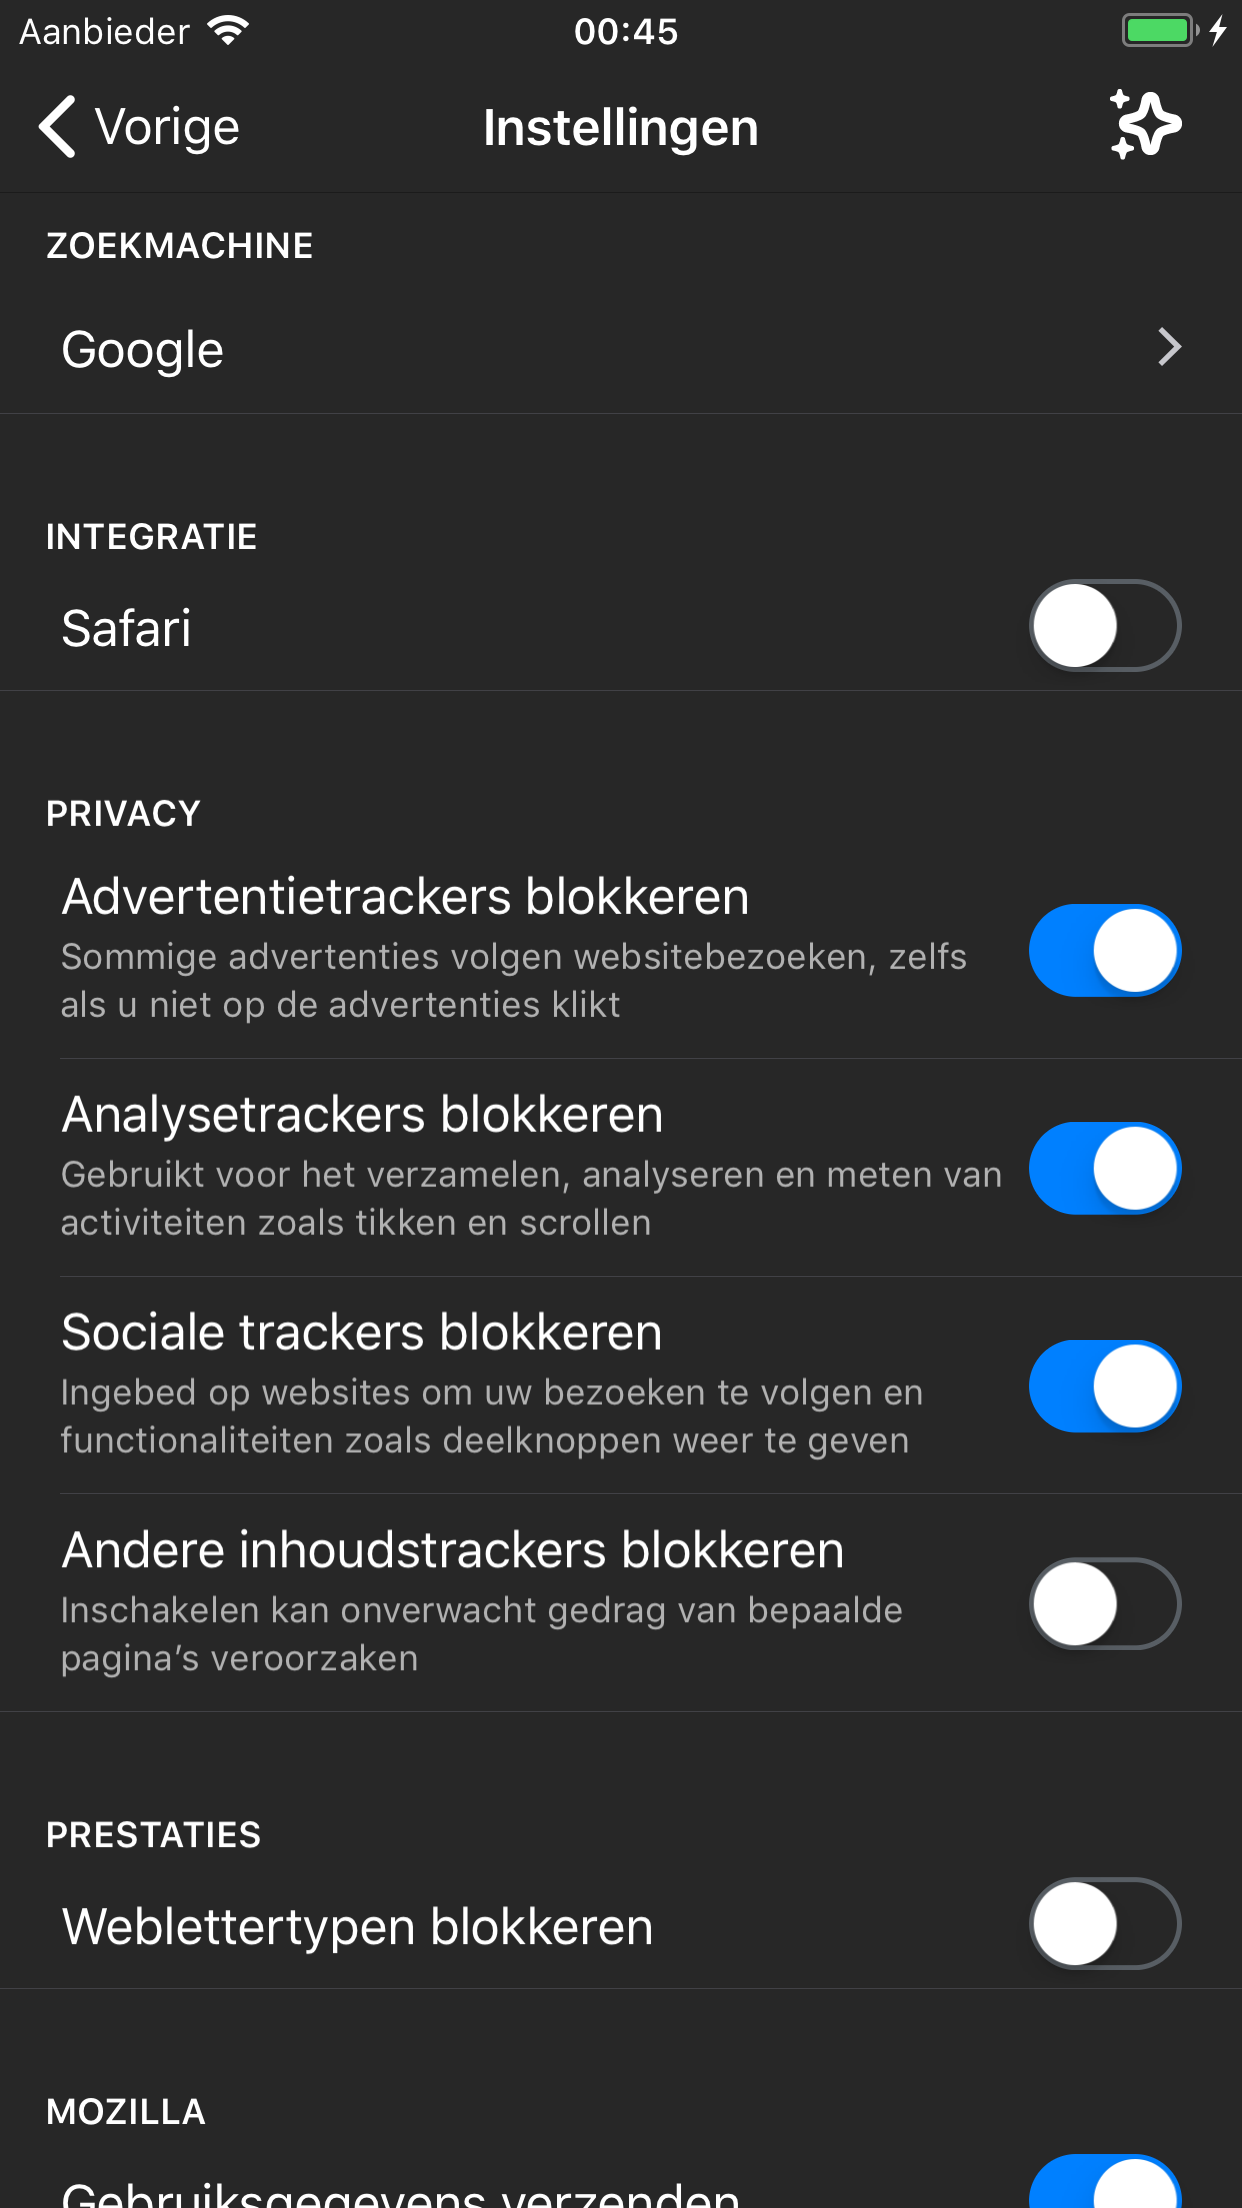 Aanbieder 00:45
Vorige Instellingen
ZOEKMACHINE
Google
INTEGRATIE
Safari
PRIVACY
Advertentietrackers blokkeren
Sommige advertenties volgen websitebezoeken, zelfs
als u niet op de advertenties klikt
Analysetrackers blokkeren
Gebruikt voor het verzamelen, analyseren en meten van
activiteiten zoals tikken en scrollen
Sociale trackers blokkeren
Ingebed op websites om uw bezoeken te volgen en
functionaliteiten zoals deelknoppen weer te geven
Andere inhoudstrackers blokkeren
Inschakelen kan onverwacht gedrag van bepaalde
pagina’s veroorzaken
PRESTATIES
Weblettertypen blokkeren
MOZILLA
Gebruiksgegevens verzenden